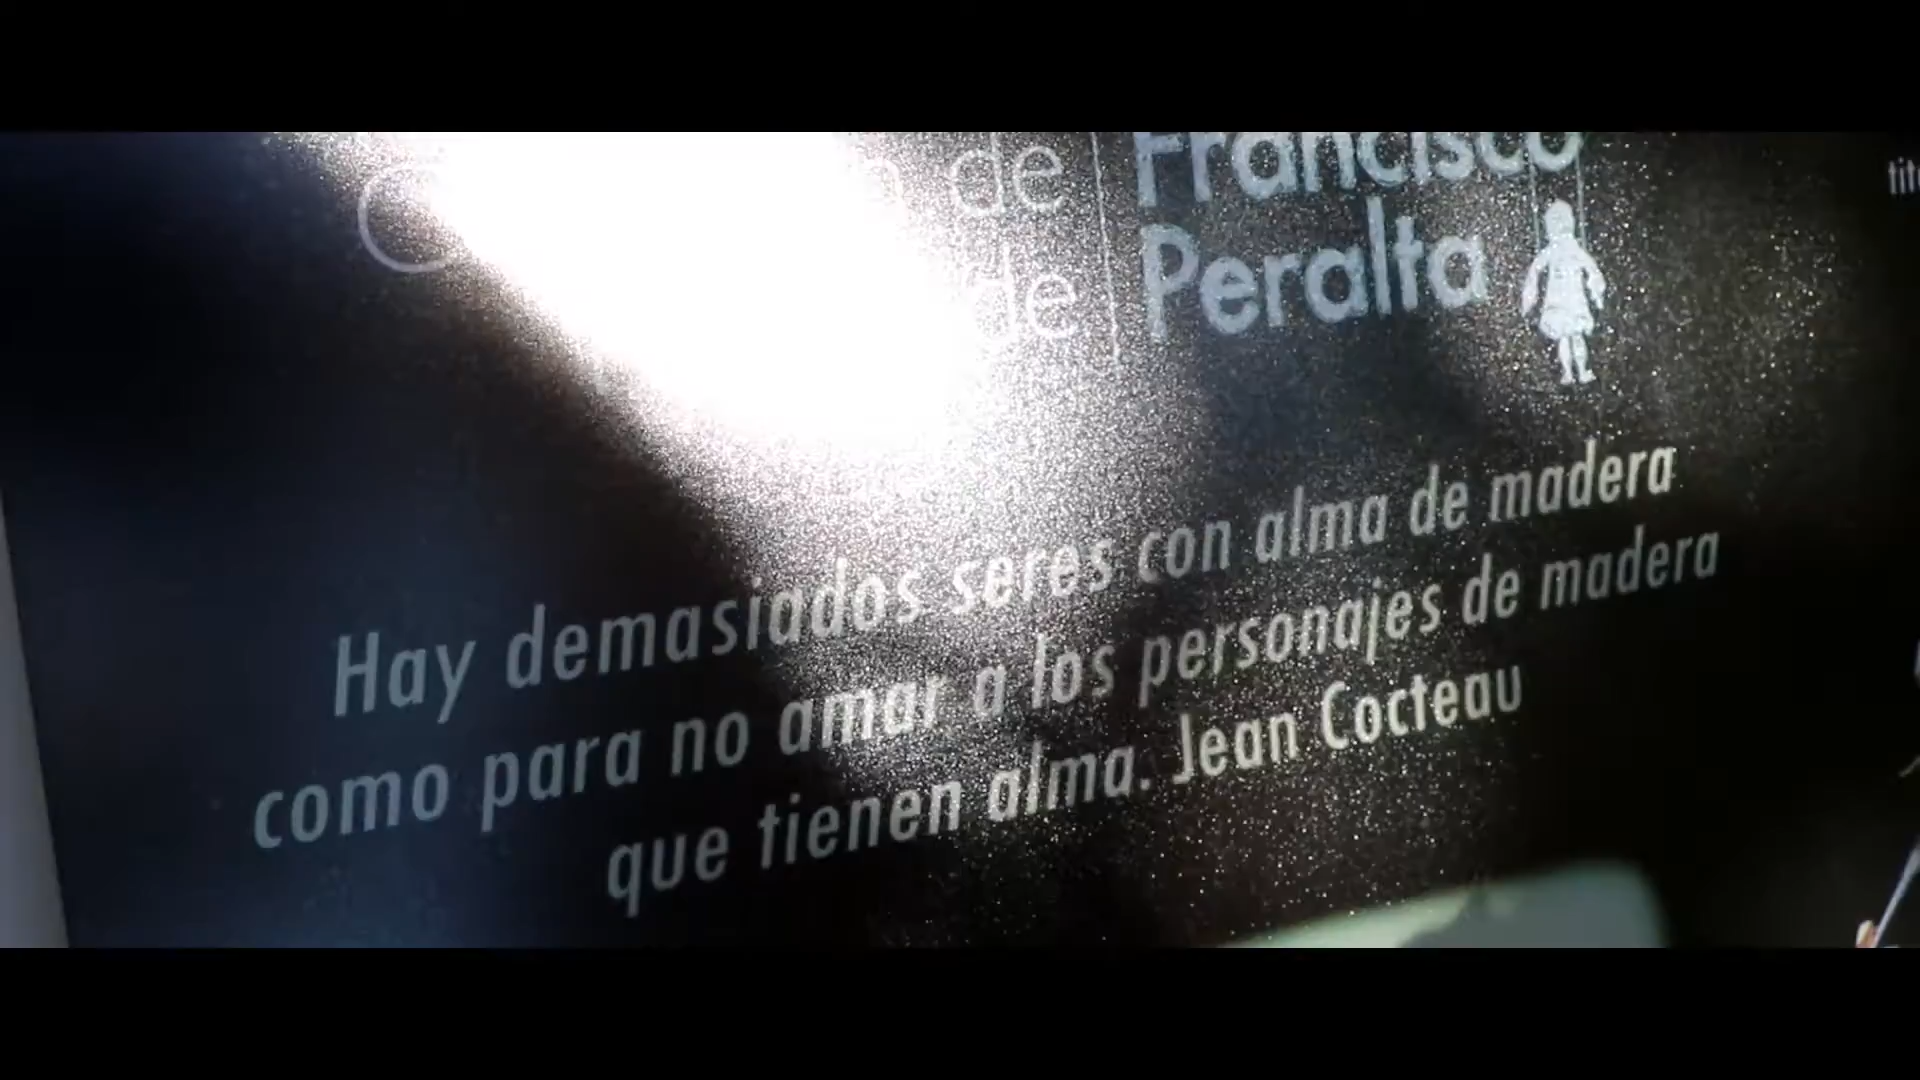 de Francisco
de Peralta
Hay demasiados seres con alma de madera
como para no amar a los personajes de madera
que tienen alma. Jean Cocteau